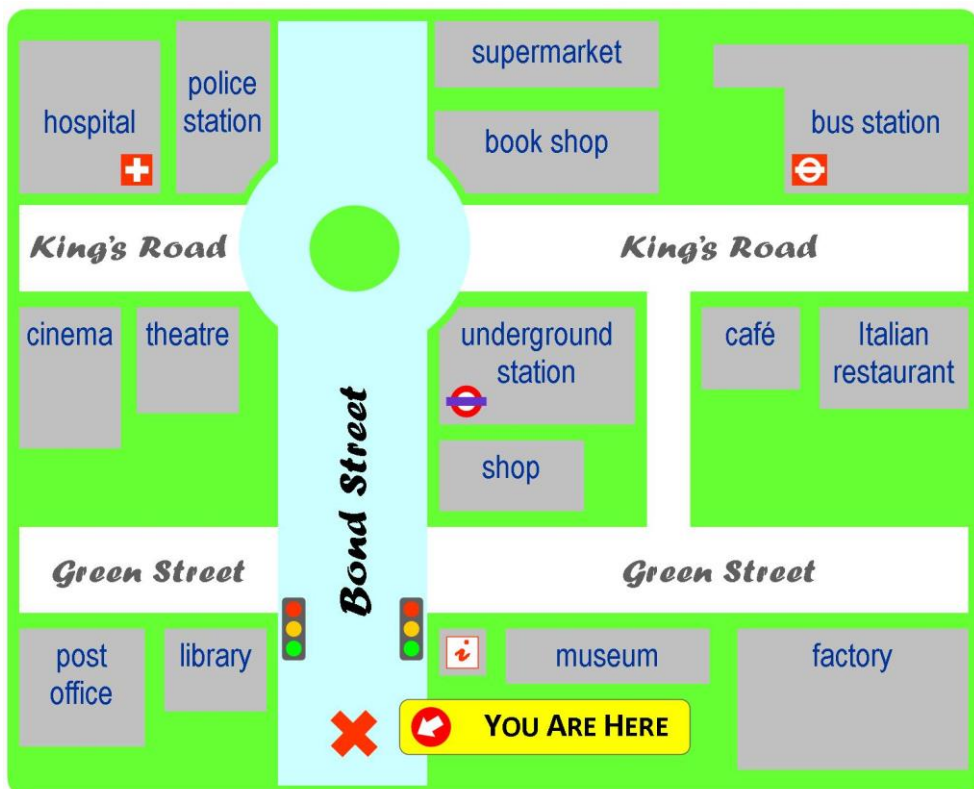 supermarket
police
station
hospital
book shop
bus station
King's Road
King's Road
cinema
theatre
underground
station
café
Italian
restaurant
shop
Bond Street
Green Street
Green Street
post
office
library
i
museum
factory
YOU ARE HERE